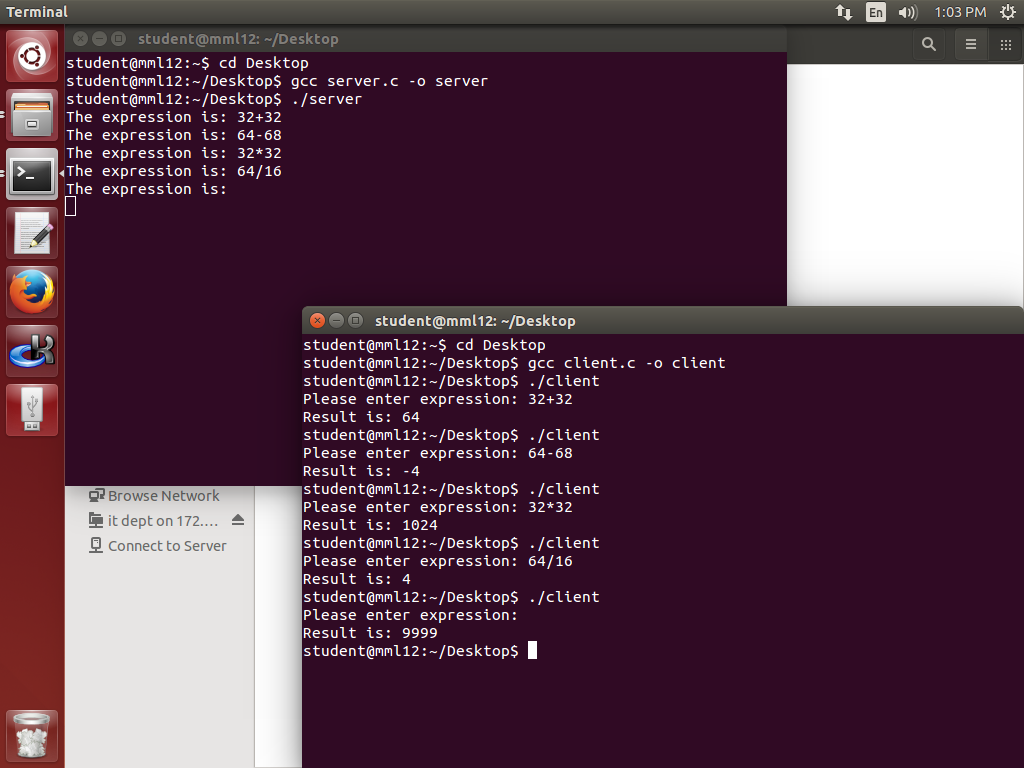 Terminal
En
1:03 PM
student@mml12: ~/Desktop
student@mml12:~$ cd Desktop
student@mml12:~/Desktop$ gcc server.c -o server
student@mml12:~/Desktop$ ./server
The expression is: 32+32
The expression is: 64-68
The expression is: 32*32
The expression is: 64/16
The expression is:
student@mml12: ~/Desktop
student@mml12:~$ cd Desktop
student@mml12:~/Desktop$ gcc client.c -o client
student@mml12:~/Desktop$ ./client
Please enter expression: 32+32
Result is: 64
student@mml12:~/Desktop$ ./client
Please enter expression: 64-68
Result is: -4
student@mml12:~/Desktop$ ./client
Please enter expression: 32*32
Result is: 1024
student@mml12:~/Desktop$ ./client
Please enter expression: 64/16
Result is: 4
student@mml12:~/Desktop$ ./client
Please enter expression:
Result is: 9999
student@mml12:~/Desktop$
Browse Network
it dept on 172....
Connect to Server